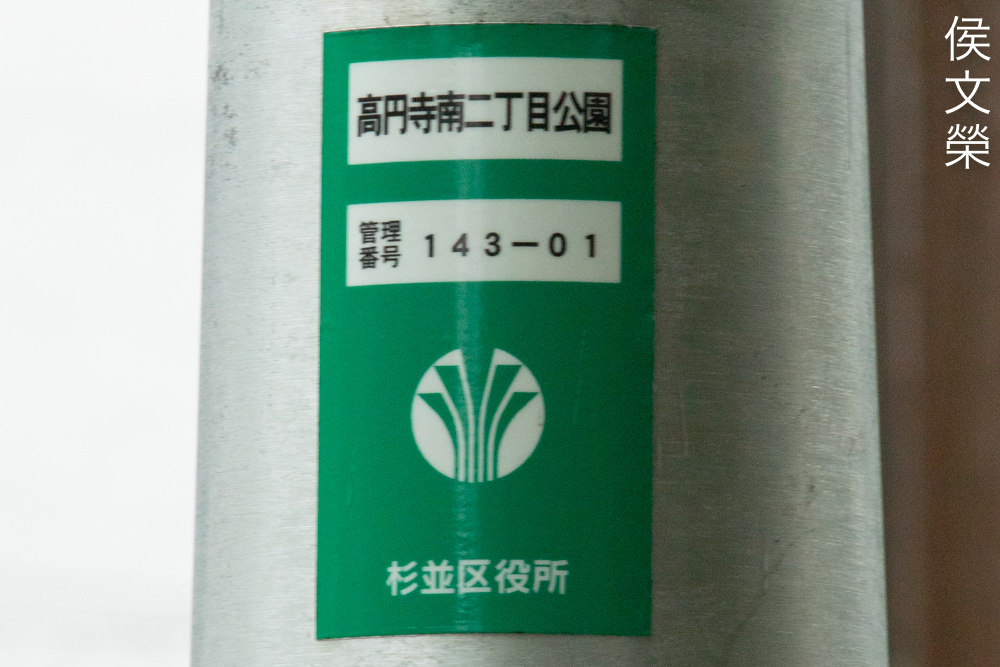 高円寺南二丁目公園
管理番号 143-01
杉並区役所
侯文榮